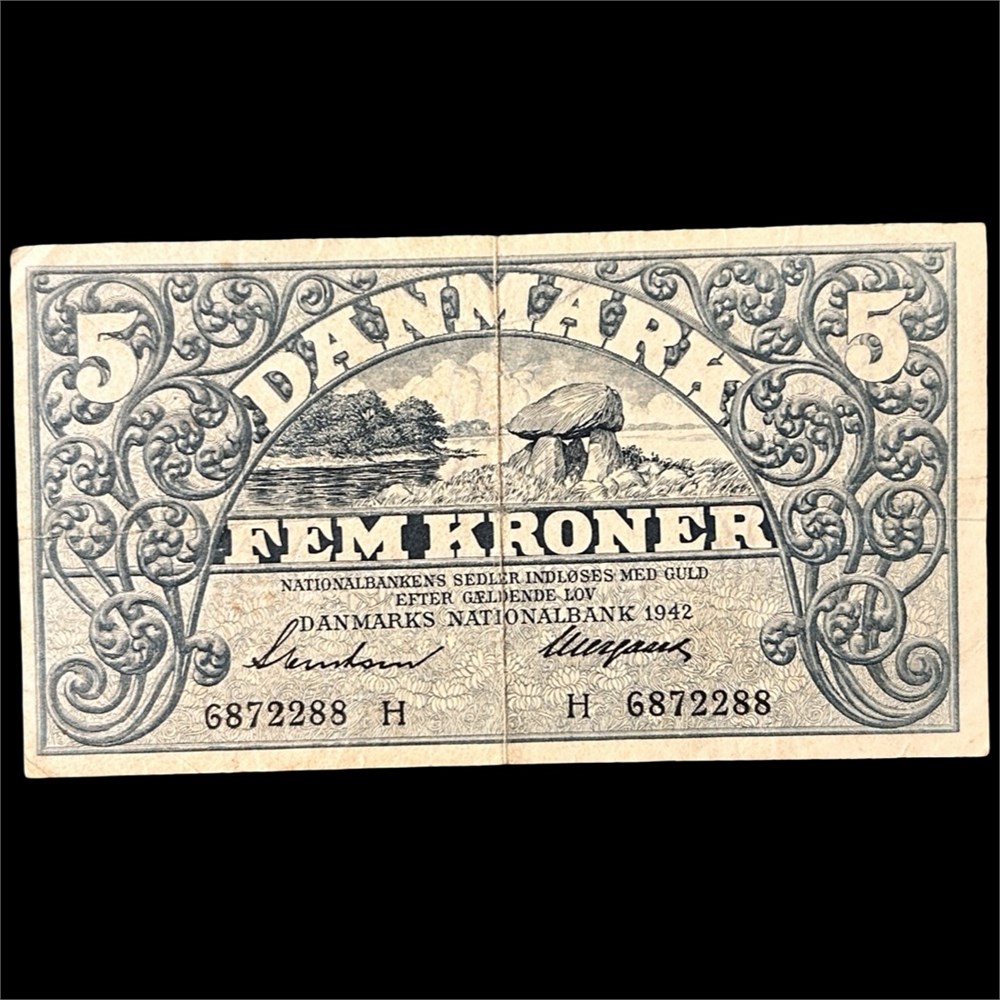 5 DANMARK 5
FEM KRONER
NATIONALBANKENS SEDLER INDLØSES MED GULD
EFTER GÆLDENDE LOV
DANMARKS NATIONALBANK 1942
6872288 H H 6872288